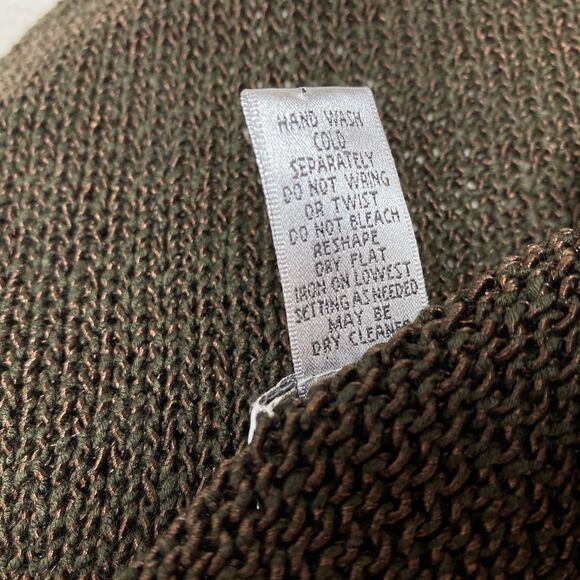 HAND WASH
COLD
SEPARATELY
DO NOT WRING
OR TWIST
DO NOT BLEACH
RESHAPE
DRY FLAT
IRON ON LOWEST
SETTING AS NEEDED
MAY BE
DRY CLEANED